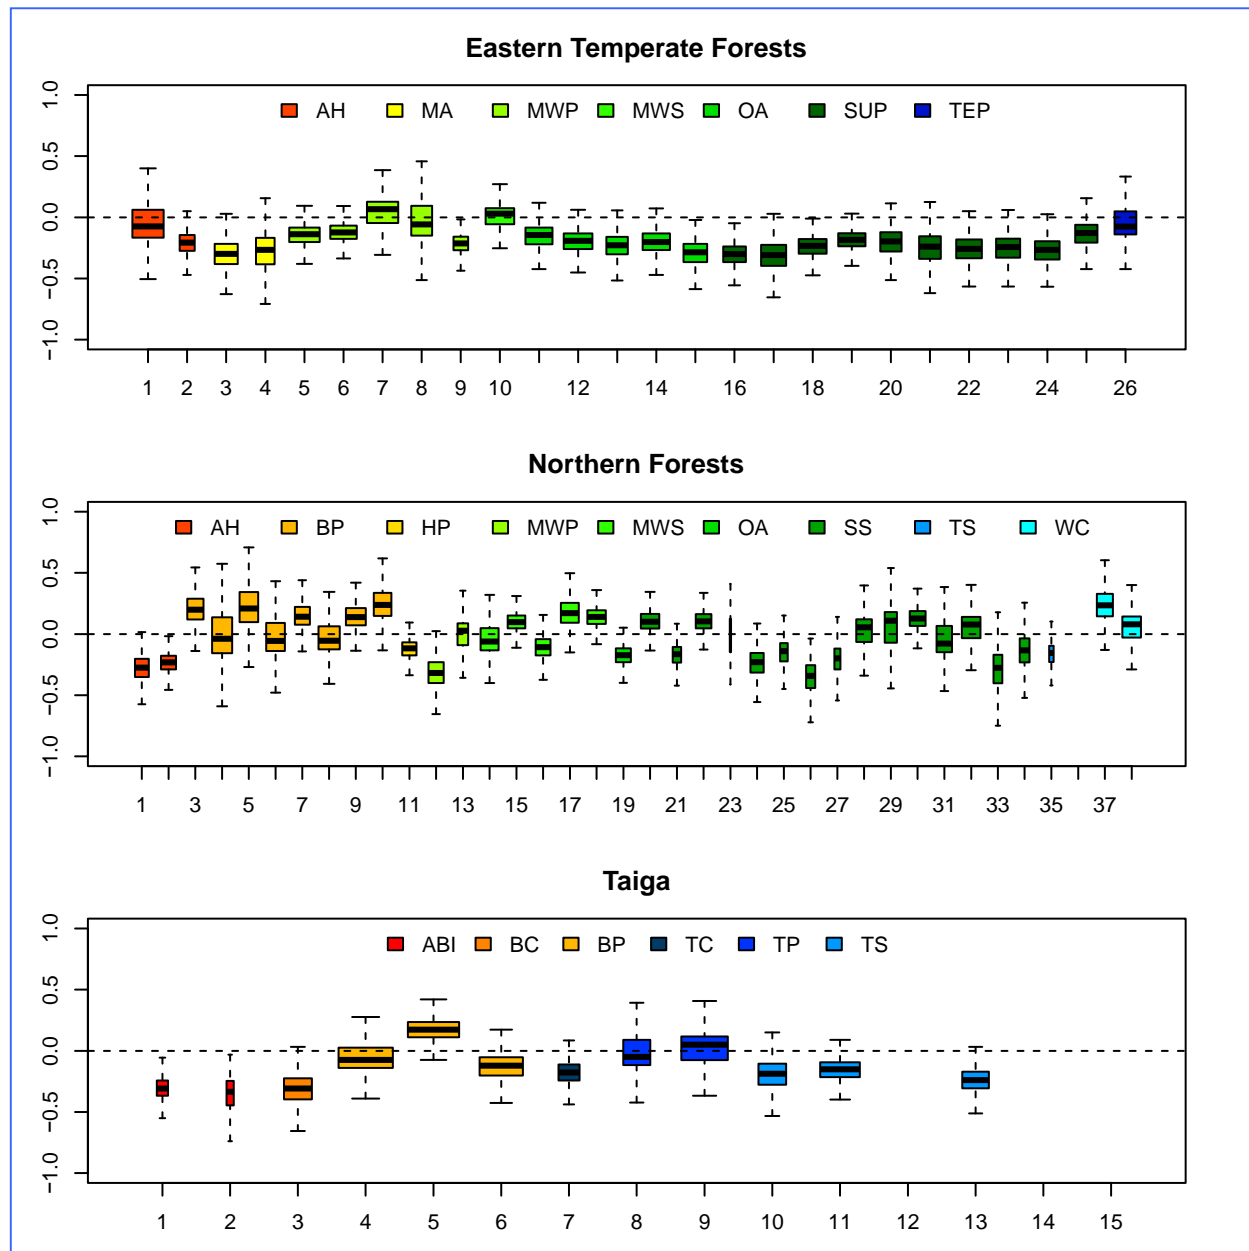 Eastern Temperate Forests
AH MA MWP MWS OA SUP TEP
1.0
0.5
0.0
−0.5
−1.0
1 2 3 4 5 6 7 8 9 10 12 14 16 18 20 22 24 26
Northern Forests
AH BP HP MWP MWS OA SS TS WC
1.0
0.5
0.0
−0.5
−1.0
1 3 5 7 9 11 13 15 17 19 21 23 25 27 29 31 33 35 37
Taiga
ABI BC BP TC TP TS
1.0
0.5
0.0
−0.5
−1.0
1 2 3 4 5 6 7 8 9 10 11 12 13 14 15